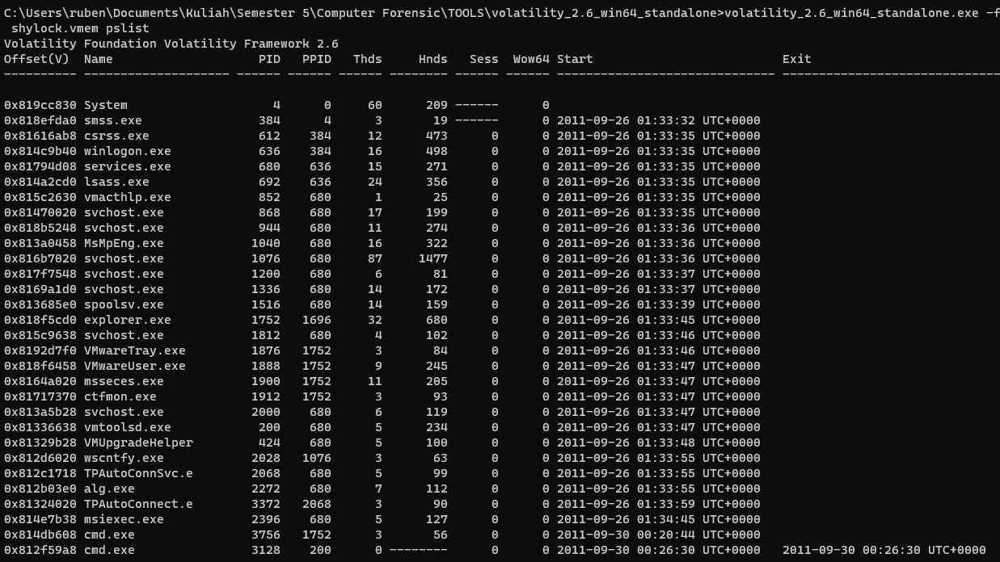 C:\Users\ruben\Documents\Kuliah\Semester 5\Computer Forensic\TOOLS\volatility_2.6_win64_standalone>volatility_2.6_win64_standalone.exe -f
 shylock.vmem pslist
Volatility Foundation Volatility Framework 2.6
Offset(V)  Name                    PID   PPID   Thds     Hnds   Sess  Wow64 Start                          Exit
---------- -------------------- ------ ------ ------ -------- ------ ------ ------------------------------ ------------------------------
0x819cc830 System                    4      0     60      209 ------      0
0x818efda0 smss.exe                384      4      3       19 ------      0 2011-09-26 01:33:32 UTC+0000
0x81616ab8 csrss.exe               612    384     12      473      0      0 2011-09-26 01:33:35 UTC+0000
0x814c9b40 winlogon.exe            636    384     16      498      0      0 2011-09-26 01:33:35 UTC+0000
0x81794d08 services.exe            680    636     15      271      0      0 2011-09-26 01:33:35 UTC+0000
0x814a2cd0 lsass.exe               692    636     24      356      0      0 2011-09-26 01:33:35 UTC+0000
0x815c2630 vmacthlp.exe            852    680      1       25      0      0 2011-09-26 01:33:35 UTC+0000
0x81470020 svchost.exe             868    680     17      199      0      0 2011-09-26 01:33:35 UTC+0000
0x818b5248 svchost.exe             944    680     11      274      0      0 2011-09-26 01:33:36 UTC+0000
0x813a0458 MsMpEng.exe            1040    680     16      322      0      0 2011-09-26 01:33:36 UTC+0000
0x816b7020 svchost.exe            1076    680     87     1477      0      0 2011-09-26 01:33:36 UTC+0000
0x817f7548 svchost.exe            1200    680      6       81      0      0 2011-09-26 01:33:37 UTC+0000
0x8169a1d0 svchost.exe            1336    680     14      172      0      0 2011-09-26 01:33:37 UTC+0000
0x813685e0 spoolsv.exe            1516    680     14      159      0      0 2011-09-26 01:33:39 UTC+0000
0x818f5cd0 explorer.exe           1752   1696     32      680      0      0 2011-09-26 01:33:45 UTC+0000
0x815c9638 svchost.exe            1812    680      4      102      0      0 2011-09-26 01:33:46 UTC+0000
0x8192d7f0 VMwareTray.exe         1876   1752      3       84      0      0 2011-09-26 01:33:46 UTC+0000
0x818f6458 VMwareUser.exe         1888   1752      9      245      0      0 2011-09-26 01:33:47 UTC+0000
0x8164a020 msseces.exe            1900   1752     11      205      0      0 2011-09-26 01:33:47 UTC+0000
0x81717370 ctfmon.exe             1912   1752      3       93      0      0 2011-09-26 01:33:47 UTC+0000
0x813a5b28 svchost.exe            2000    680      6      119      0      0 2011-09-26 01:33:47 UTC+0000
0x81336638 vmtoolsd.exe            200    680      5      234      0      0 2011-09-26 01:33:47 UTC+0000
0x81329b28 VMUpgradeHelper         424    680      5      100      0      0 2011-09-26 01:33:48 UTC+0000
0x812d6020 wscntfy.exe            2028   1076      3       63      0      0 2011-09-26 01:33:55 UTC+0000
0x812c1718 TPAutoConnSvc.e        2068    680      5       99      0      0 2011-09-26 01:33:55 UTC+0000
0x812b03e0 alg.exe                2272    680      7      112      0      0 2011-09-26 01:33:55 UTC+0000
0x81324020 TPAutoConnect.e        3372   2068      3       90      0      0 2011-09-26 01:33:59 UTC+0000
0x814e7b38 msiexec.exe            2396    680      5      127      0      0 2011-09-26 01:34:45 UTC+0000
0x814db608 cmd.exe                3756   1752      3       56      0      0 2011-09-30 00:20:44 UTC+0000
0x812f59a8 cmd.exe                3128    200      0 --------      0      0 2011-09-30 00:26:30 UTC+0000   2011-09-30 00:26:30 UTC+0000